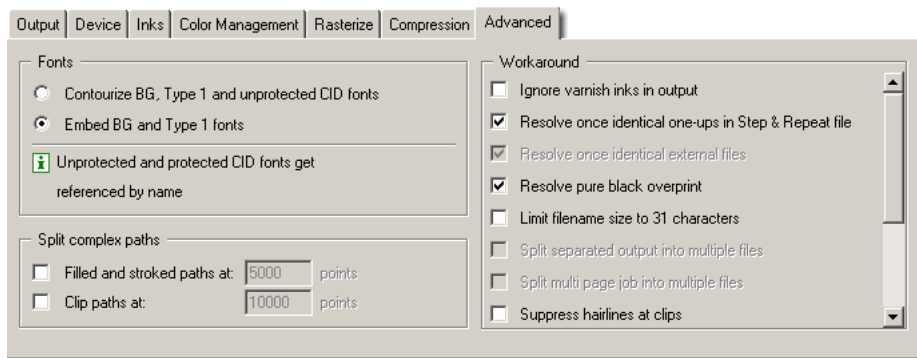 Output Device Inks Color Management Rasterize Compression Advanced
Fonts
Contourize BG, Type 1 and unprotected CID fonts
Embed BG and Type 1 fonts
Unprotected and protected CID fonts get
referenced by name
Split complex paths
Filled and stroked paths at: 5000 points
Clip paths at: 10000 points
Workaround
Ignore varnish inks in output
Resolve once identical one-ups in Step & Repeat file
Resolve once identical external files
Resolve pure black overprint
Limit filename size to 31 characters
Split separated output into multiple files
Split multi page job into multiple files
Suppress hairlines at clips